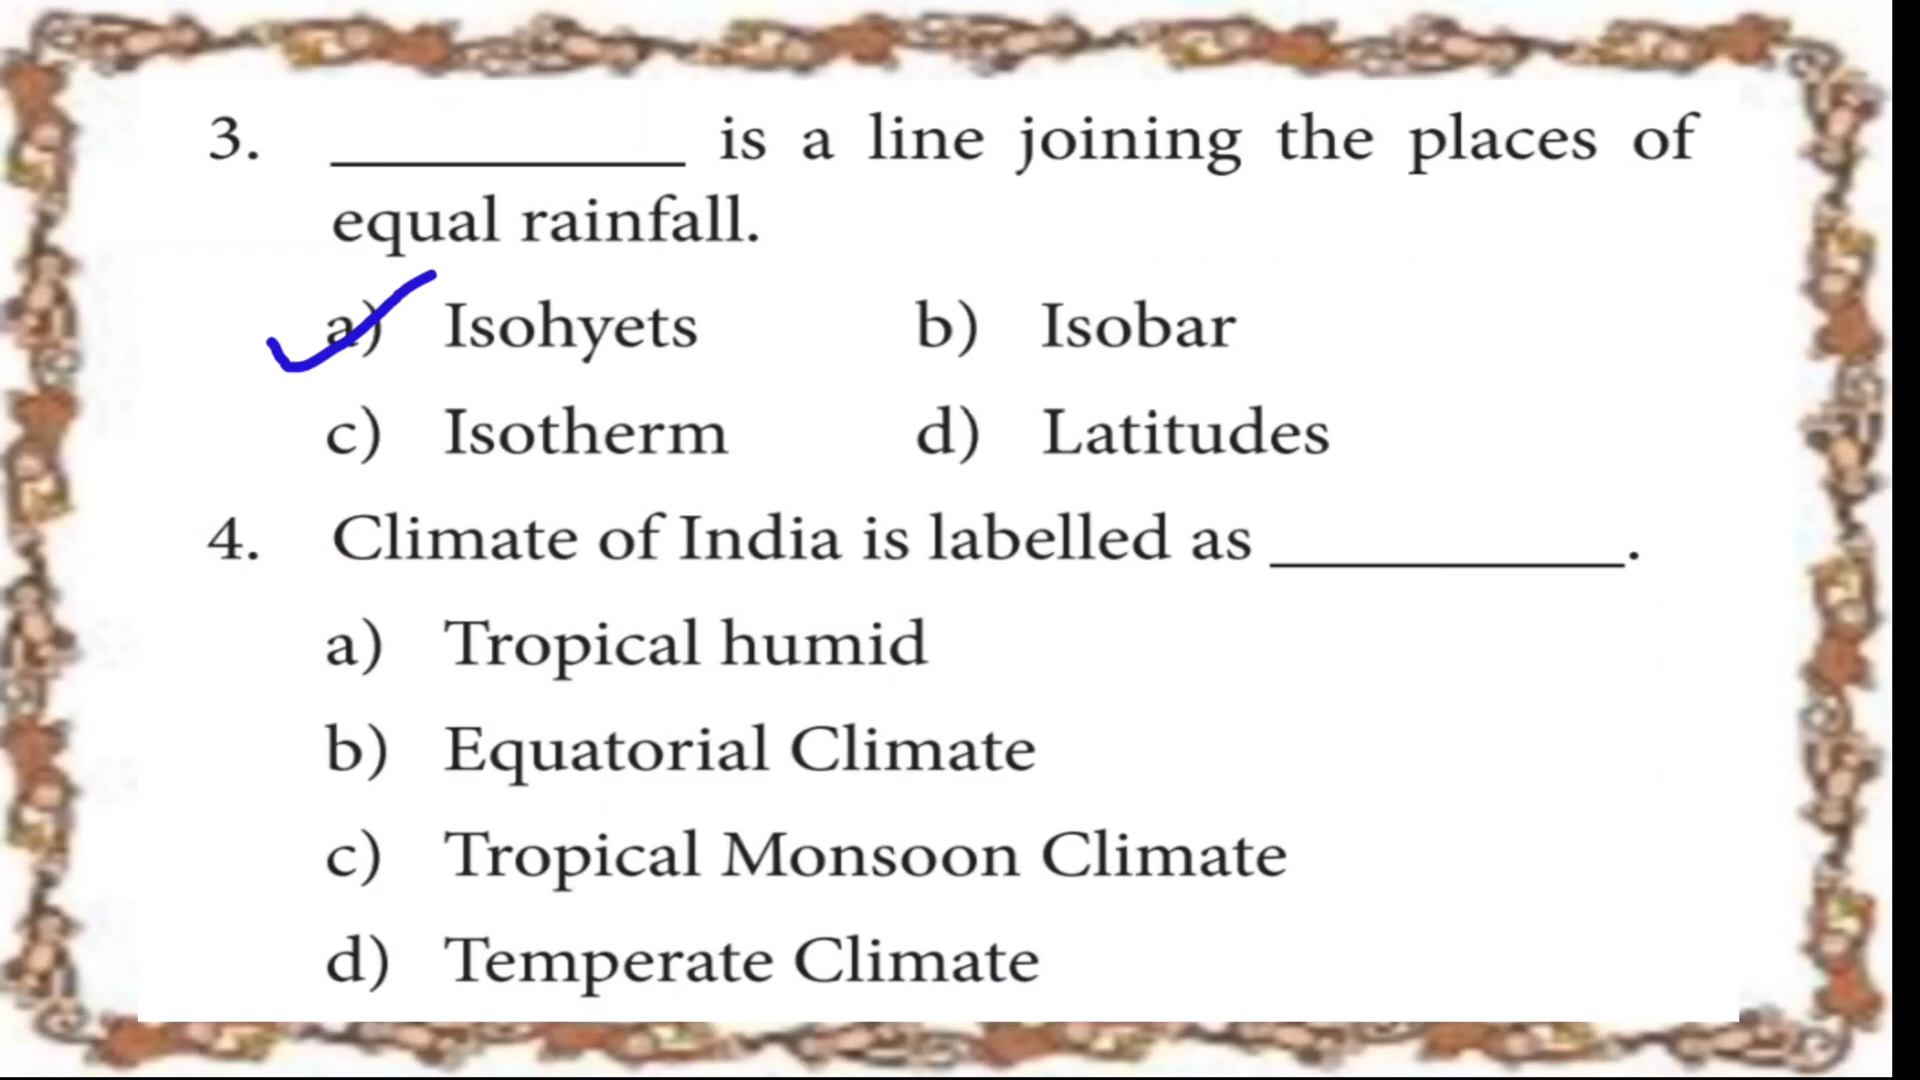 3. __________ is a line joining the places of
equal rainfall.
a) Isohyets b) Isobar
c) Isotherm d) Latitudes
4. Climate of India is labelled as __________.
a) Tropical humid
b) Equatorial Climate
c) Tropical Monsoon Climate
d) Temperate Climate